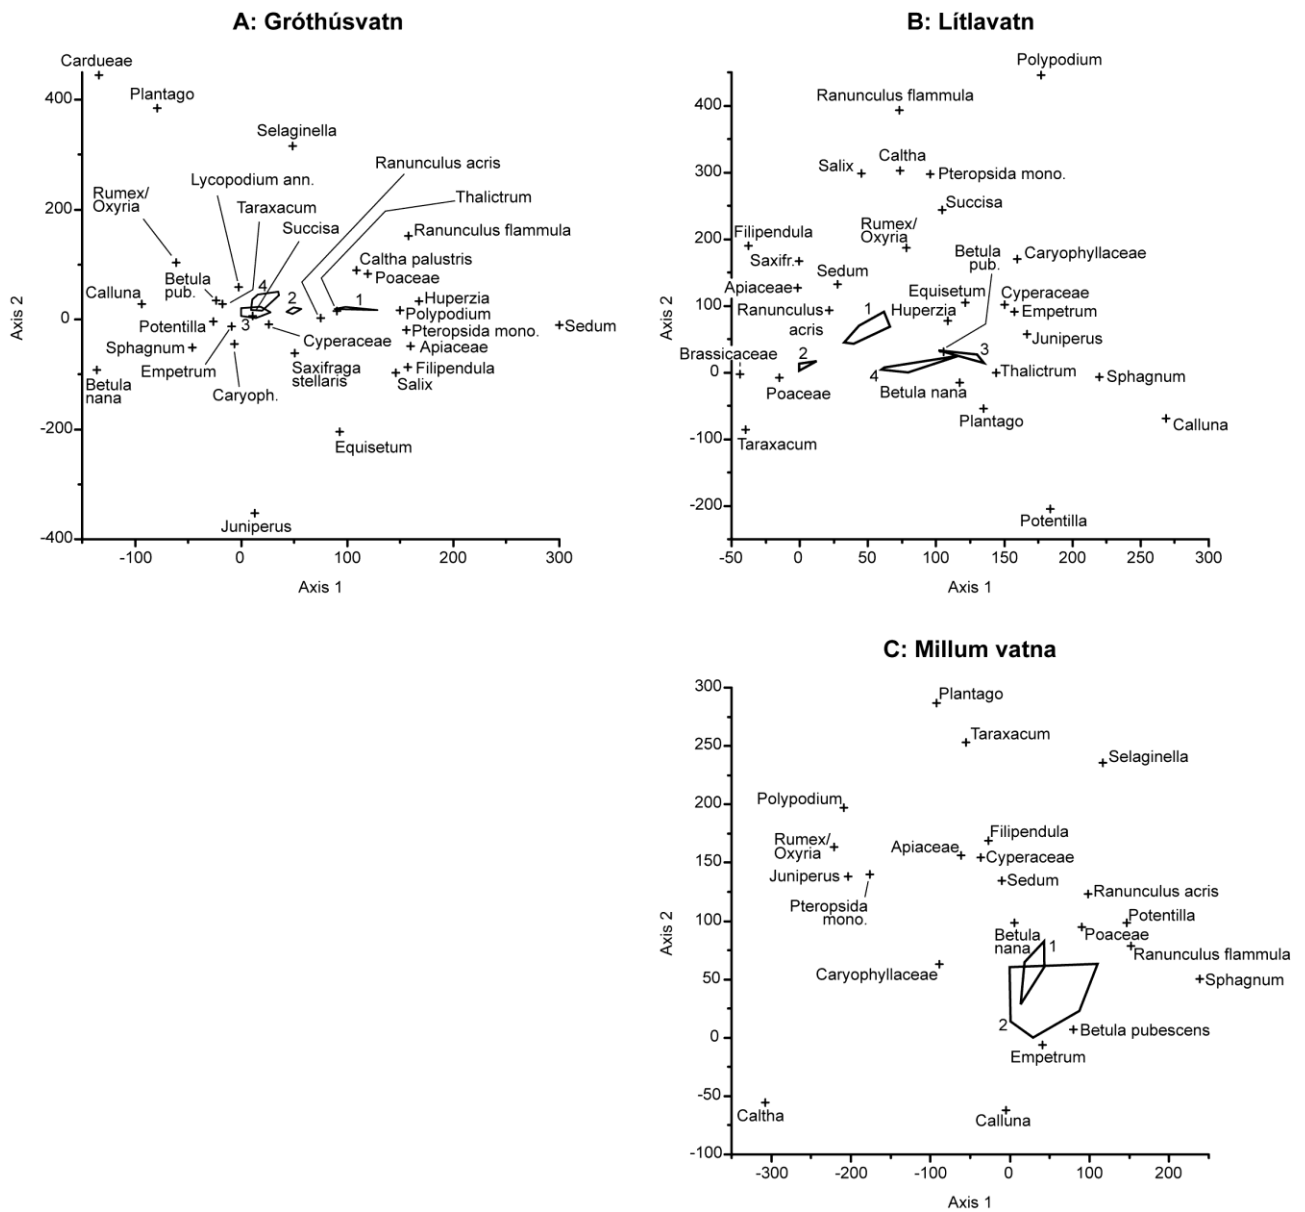 A: Gróthúsvatn
Cardueae
Plantago
Selaginella
Ranunculus acris
Lycopodium ann.
Thalictrum
Rumex/
Oxyria
Taraxacum
Succisa
Ranunculus flammula
Caltha palustris
Poaceae
Betula
pub.
Calluna
4
2
1
3
Huperzia
Polypodium
Pteropsida mono.
Sedum
Potentilla
Sphagnum
Cyperaceae
Apiaceae
Empetrum
Saxifraga
stellaris
Filipendula
Salix
Betula
nana
Caryoph.
Equisetum
Juniperus
400
200
0
-200
-400
Axis 2
-100
0
100
200
300
Axis 1
B: Lítlavatn
Polypodium
Ranunculus flammula
Caltha
Salix
Pteropsida mono.
Succisa
Rumex/
Oxyria
Betula
pub.
Filipendula
Caryophyllaceae
Saxifr.
Sedum
Apiaceae
Equisetum
Cyperaceae
Ranunculus
acris
1
Huperzia
Empetrum
Juniperus
Brassicaceae
2
3
4
Thalictrum
Sphagnum
Poaceae
Betula nana
Plantago
Calluna
Taraxacum
Potentilla
400
300
200
100
0
-100
-200
Axis 2
-50
0
50
100
150
200
250
300
Axis 1
C: Millum vatna
Plantago
Taraxacum
Selaginella
Polypodium
Filipendula
Rumex/
Oxyria
Apiaceae
Cyperaceae
Juniperus
Sedum
Ranunculus acris
Pteropsida
mono.
Potentilla
Betula
nana
1
Poaceae
Ranunculus flammula
Caryophyllaceae
Sphagnum
2
Betula pubescens
Empetrum
Caltha
Calluna
300
250
200
150
100
50
0
-50
-100
Axis 2
-300
-200
-100
0
100
200
Axis 1